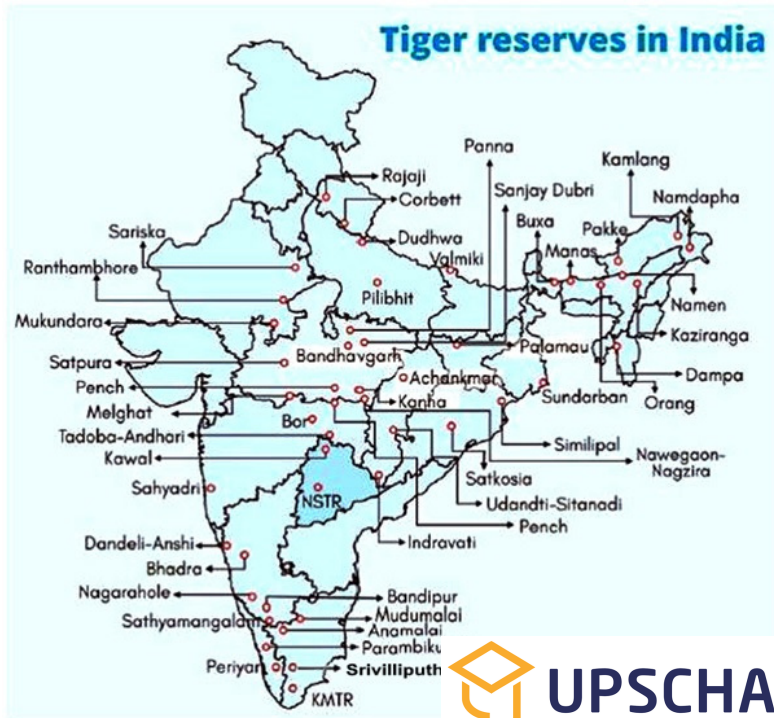 Tiger reserves in India
Panna
Kamlang
Rajaji
Sanjay Dubri
Corbett
Namdapha
Buxa
Pakke
Sariska
Dudhwa
Manas
Valmiki
Ranthambhore
Pilibhit
Namen
Mukundara
Kaziranga
Bandhavgarh
Palamau
Satpura
Dampa
Achankmar
Pench
Kanha
Sundarban
Orang
Melghat
Bor
Tadoba-Andhari
Similipal
Kawal
Nawegaon-
Nagzira
Satkosia
Sahyadri
NSTR
Udandti-Sitanadi
Pench
Dandeli-Anshi
Indravati
Bhadra
Nagarahole
Bandipur
Sathyamangalam
Mudumalai
Anamalai
Parambiku
Periyar
Srivilliputh
KMTR
UPSCHA